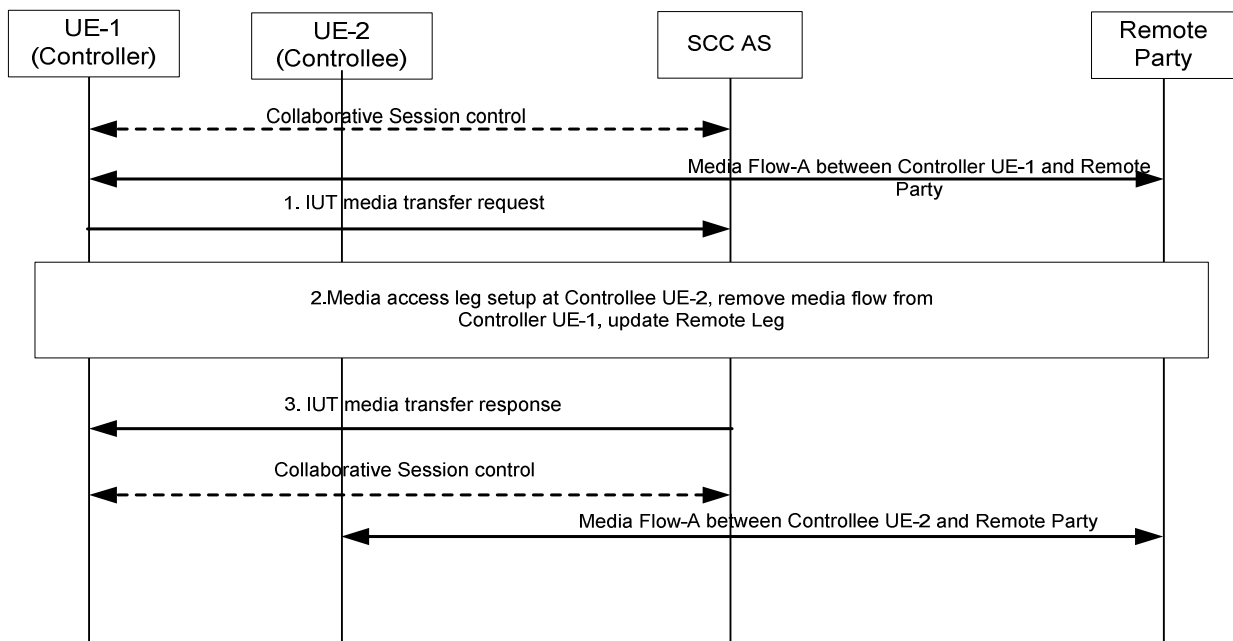 UE-1
(Controller)
UE-2
(Controllee)
SCC AS
Remote
Party
Collaborative Session control
Media Flow-A between Controller UE-1 and Remote
Party
1. IUT media transfer request
2.Media access leg setup at Controllee UE-2, remove media flow from
Controller UE-1, update Remote Leg
3. IUT media transfer response
Collaborative Session control
Media Flow-A between Controllee UE-2 and Remote Party